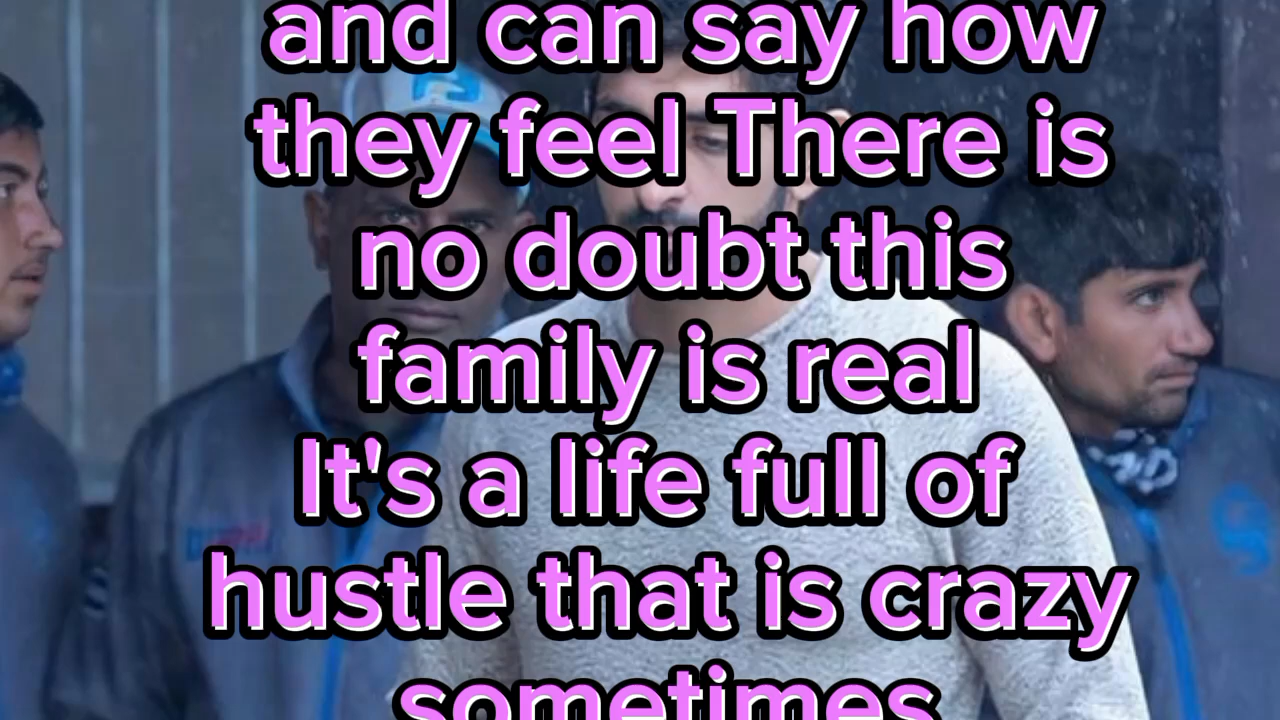 and can say how
they feel There is
no doubt this
family is real
It's a life full of
hustle that is crazy
sometimes